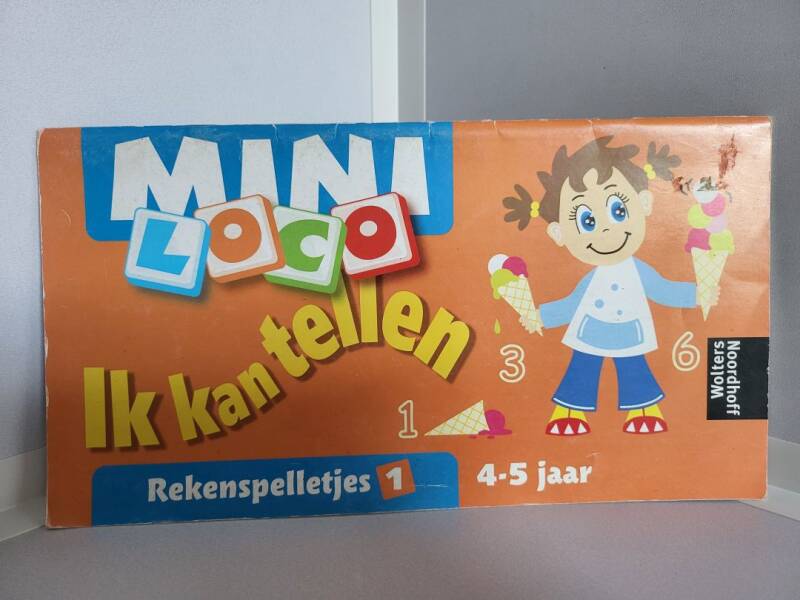 MINI
LOCO
Ik kan tellen
1
3
6
Wolters
Noordhoff
Rekenspelletjes 1
4-5 jaar